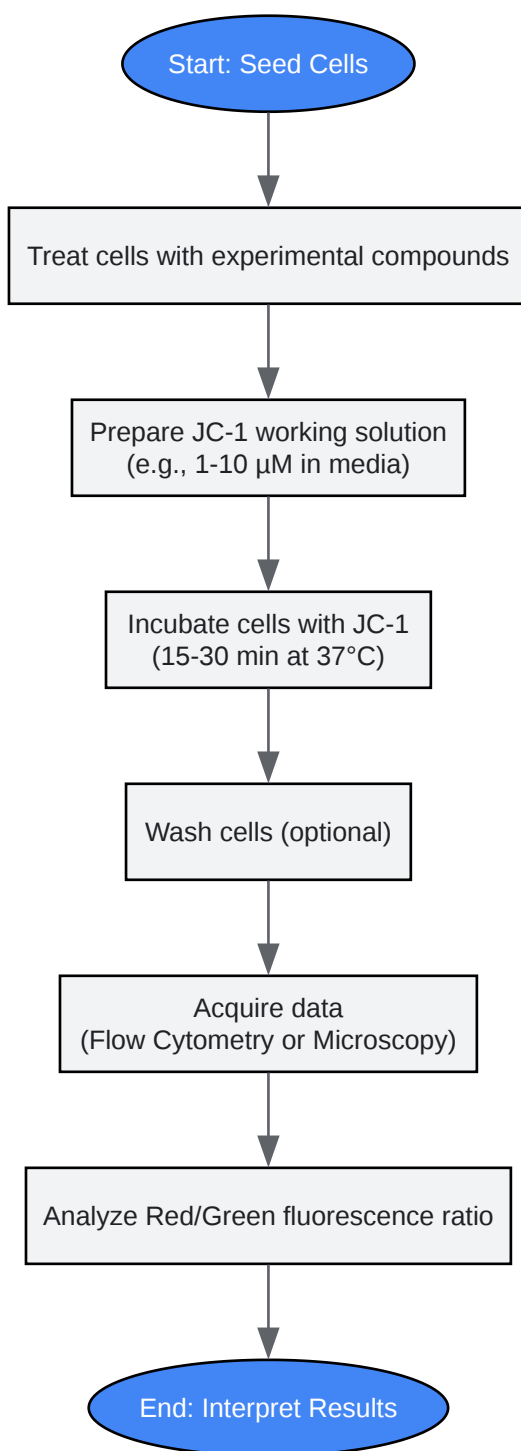 Start: Seed Cells
Treat cells with experimental compounds
Prepare JC-1 working solution
(e.g., 1-10 µM in media)
Incubate cells with JC-1
(15-30 min at 37°C)
Wash cells (optional)
Acquire data
(Flow Cytometry or Microscopy)
Analyze Red/Green fluorescence ratio
End: Interpret Results